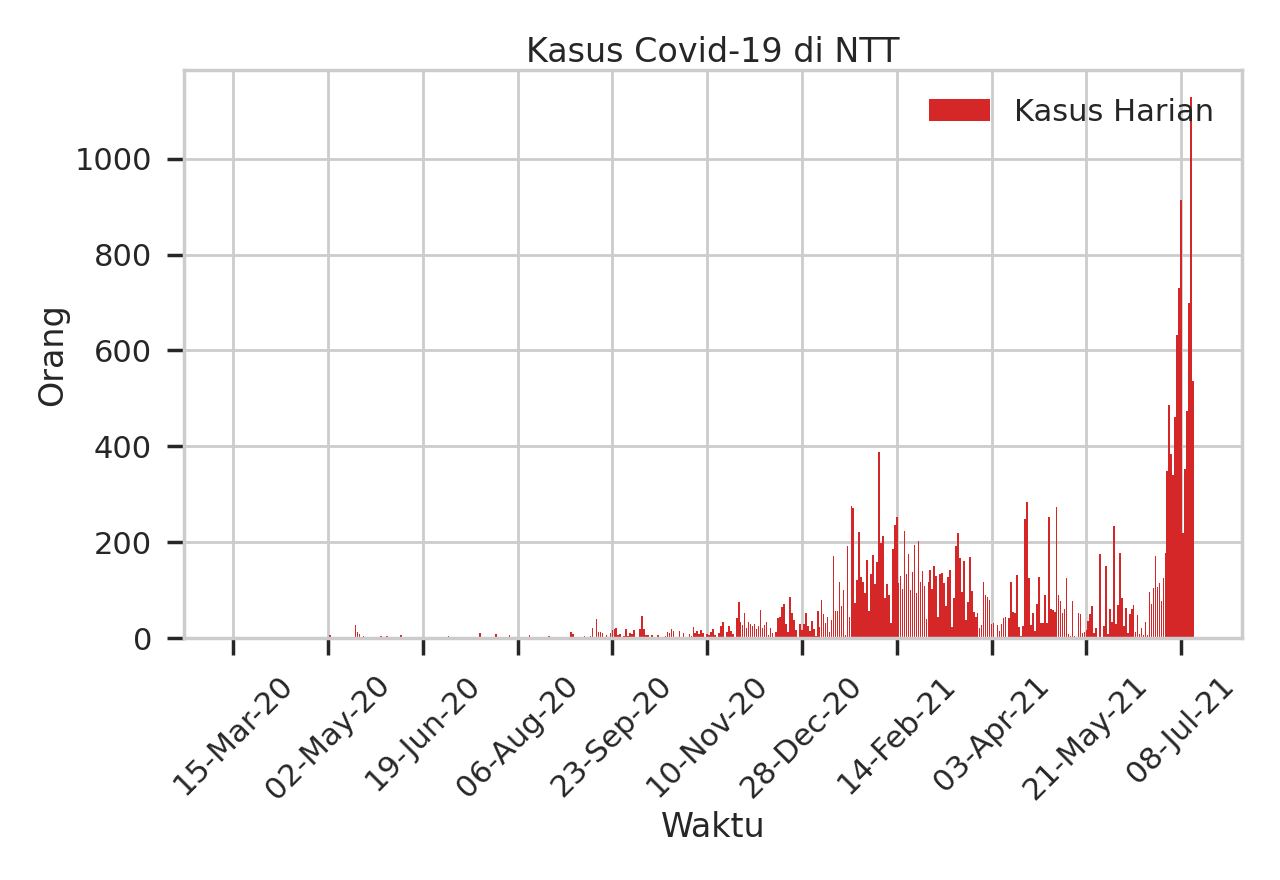 Kasus Covid-19 di NTT
Kasus Harian
Orang
1000
800
600
400
200
0
15-Mar-20
02-May-20
19-Jun-20
06-Aug-20
23-Sep-20
10-Nov-20
28-Dec-20
14-Feb-21
03-Apr-21
21-May-21
08-Jul-21
Waktu